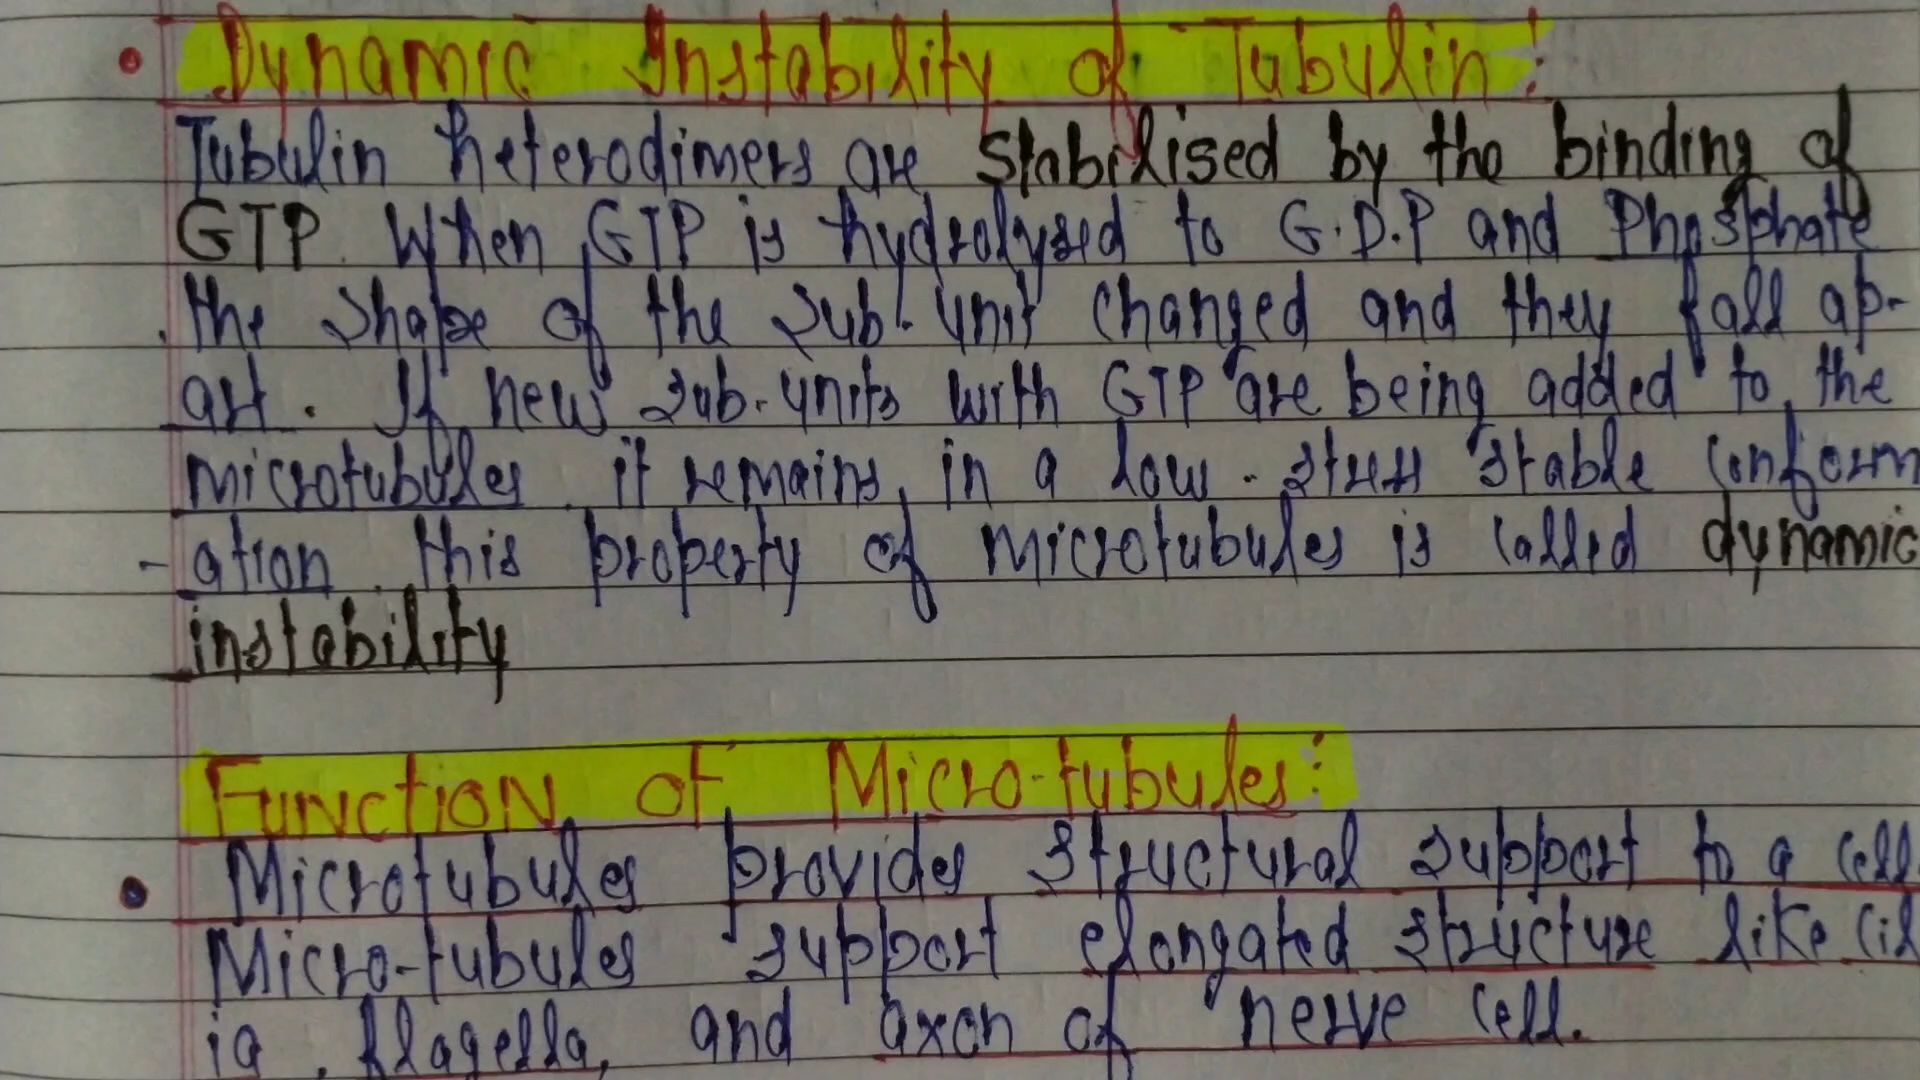 • Dynamic Instability of Tubulin:
Tubulin heterodimers are stabilised by the binding of
GTP. When GTP is hydrolysed to G.D.P and Phosphate
the shape of the sub-unit changed and they fall ap-
art. If new sub-units with GTP are being added to the
microtubules it remains in a low-stress stable conform
-ation. this property of microtubules is called dynamic
instability
Function of Micro-tubules:
• Microtubules provides structural support to a cell.
Micro-tubules support elongated structure like cil
ia, flagella, and axon of nerve cell.